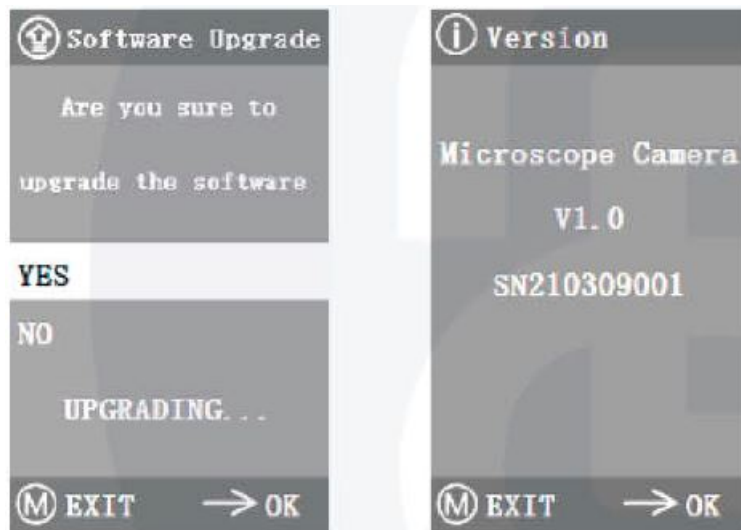 Software Upgrade
Are you sure to
upgrade the software
YES
NO
UPGRADING...
M EXIT → OK
i Version
Microscope Camera
V1.0
SN210309001
M EXIT → OK